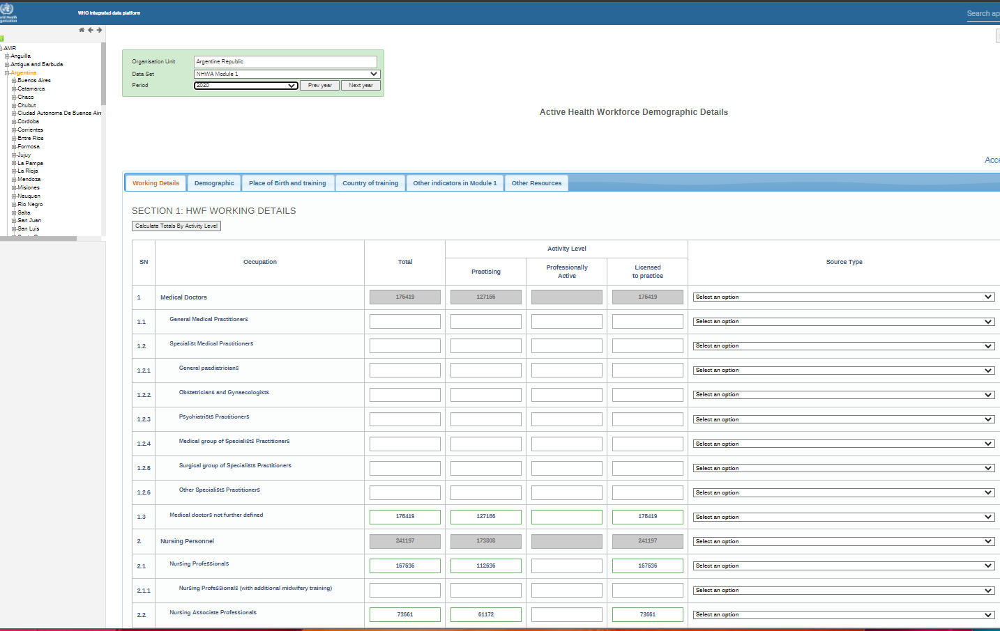 WHO integrated data platform
Search ap
World Health
Organization
AMR
Anguilla
Antigua and Barbuda
Argentina
Buenos Aires
Catamarca
Chaco
Chubut
Ciudad Autonoma De Buenos Aire
Cordoba
Corrientes
Entre Rios
Formosa
Jujuy
La Pampa
La Rioja
Mendoza
Misiones
Neuquen
Rio Negro
Salta
San Juan
San Luis
Organisation Unit Argentine Republic
Data Set NHWA Module 1
Period 2020 Prev year Next year
Active Health Workforce Demographic Details
Acce
Working Details Demographic Place of Birth and training Country of training Other indicators in Module 1 Other Resources
SECTION 1: HWF WORKING DETAILS
Calculate Totals By Activity Level
SN Occupation Total Activity Level Source Type
Practising Professionally Active Licensed to practice
1 Medical Doctors 175419 127166 175419 Select an option
1.1 General Medical Practitioners Select an option
1.2 Specialist Medical Practitioners Select an option
1.2.1 General paediatricians Select an option
1.2.2 Obstetricians and Gynaecologists Select an option
1.2.3 Psychiatrists Practitioners Select an option
1.2.4 Medical group of Specialists Practitioners Select an option
1.2.5 Surgical group of Specialists Practitioners Select an option
1.2.6 Other Specialists Practitioners Select an option
1.3 Medical doctors not further defined 175419 127166 175419 Select an option
2 Nursing Personnel 241197 173808 241197 Select an option
2.1 Nursing Professionals 167536 112636 167536 Select an option
2.1.1 Nursing Professionals (with additional midwifery training) Select an option
2.2 Nursing Associate Professionals 73661 61172 73661 Select an option